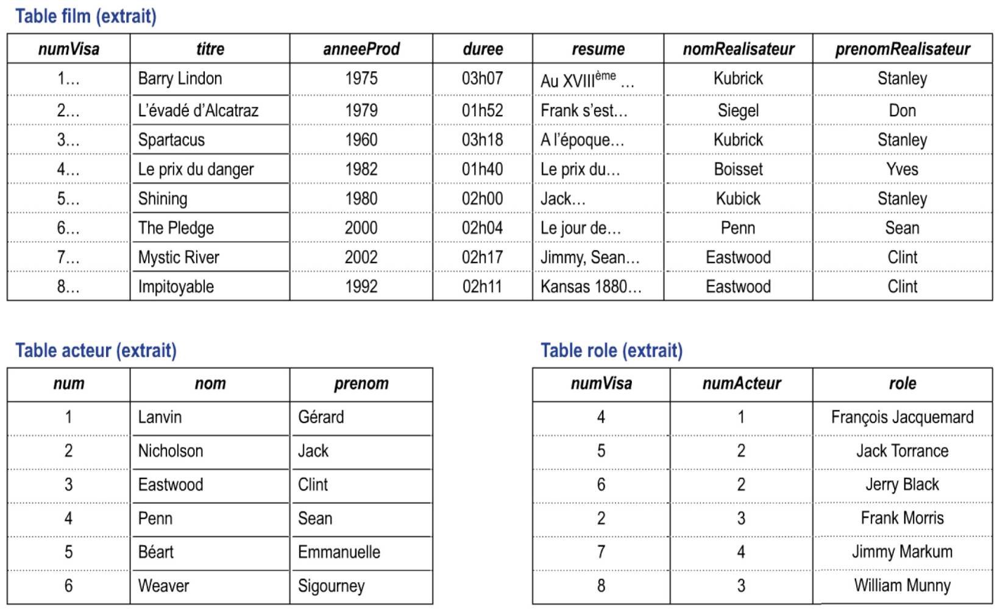 Table film (extrait)
numVisa titre anneeProd duree resume nomRealisateur prenomRealisateur
1… Barry Lindon 1975 03h07 Au XVIIIème … Kubrick Stanley
2… L’évadé d’Alcatraz 1979 01h52 Frank s’est… Siegel Don
3… Spartacus 1960 03h18 A l’époque… Kubrick Stanley
4… Le prix du danger 1982 01h40 Le prix du… Boisset Yves
5… Shining 1980 02h00 Jack… Kubick Stanley
6… The Pledge 2000 02h04 Le jour de… Penn Sean
7… Mystic River 2002 02h17 Jimmy, Sean… Eastwood Clint
8… Impitoyable 1992 02h11 Kansas 1880… Eastwood Clint
Table acteur (extrait)
num nom prenom
1 Lanvin Gérard
2 Nicholson Jack
3 Eastwood Clint
4 Penn Sean
5 Béart Emmanuelle
6 Weaver Sigourney
Table role (extrait)
numVisa numActeur role
4 1 François Jacquemard
5 2 Jack Torrance
6 2 Jerry Black
2 3 Frank Morris
7 4 Jimmy Markum
8 3 William Munny